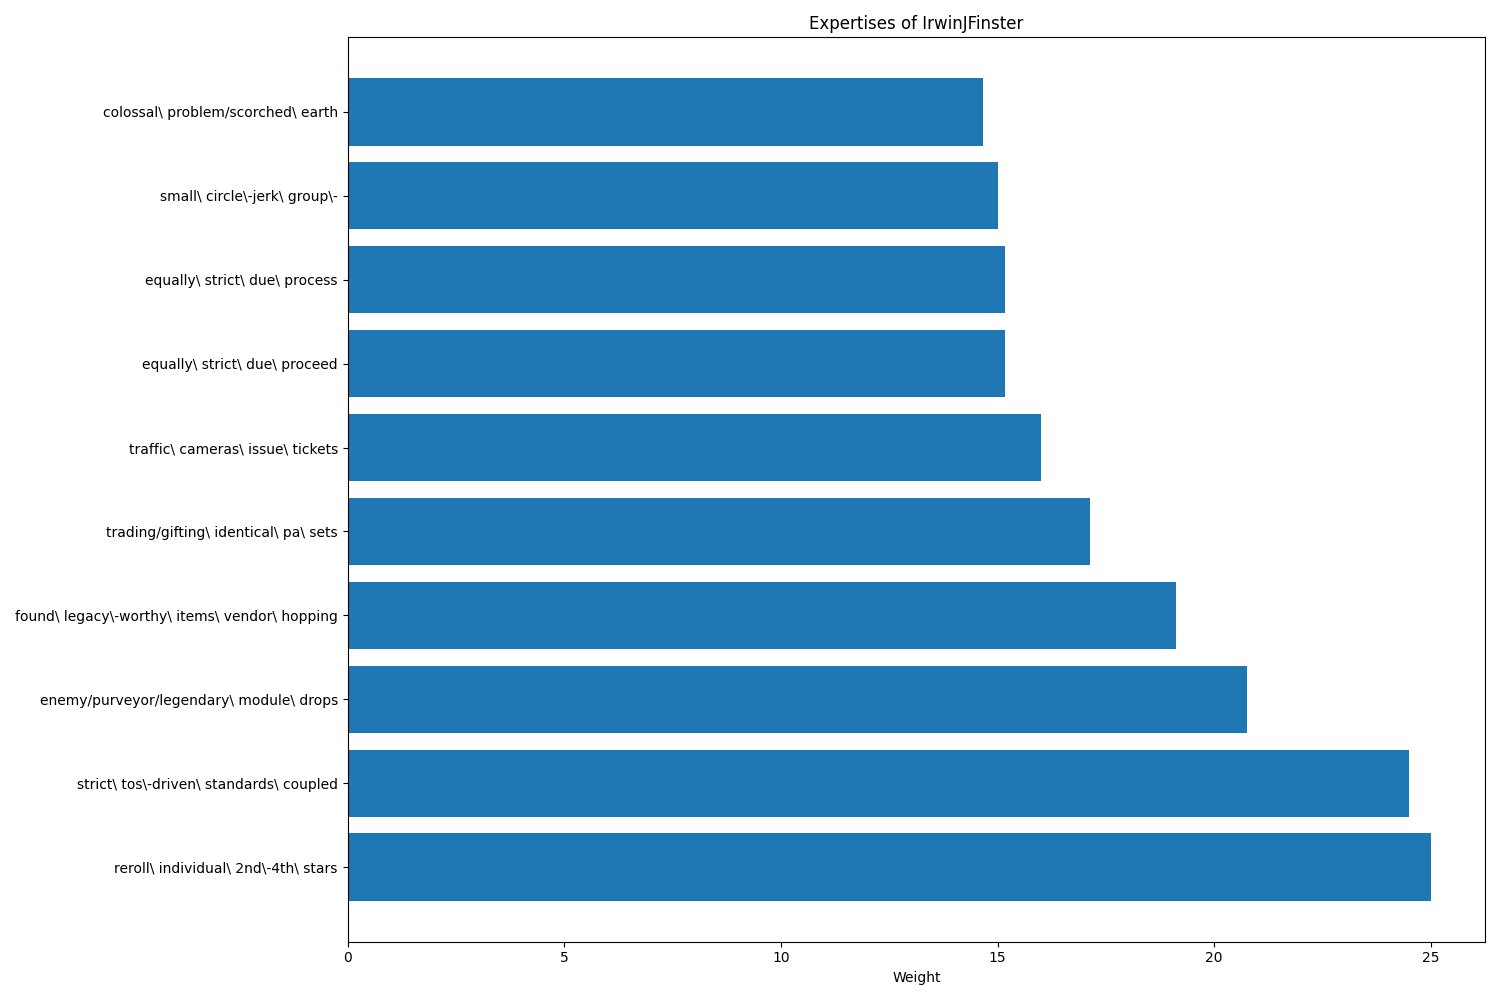 Expertises of IrwinJFinster
colossal\ problem/scorched\ earth
small\ circle\-jerk\ group\-
equally\ strict\ due\ process
equally\ strict\ due\ proceed
traffic\ cameras\ issue\ tickets
trading/gifting\ identical\ pa\ sets
found\ legacy\-worthy\ items\ vendor\ hopping
enemy/purveyor/legendary\ module\ drops
strict\ tos\-driven\ standards\ coupled
reroll\ individual\ 2nd\-4th\ stars
0 5 10 15 20 25
Weight